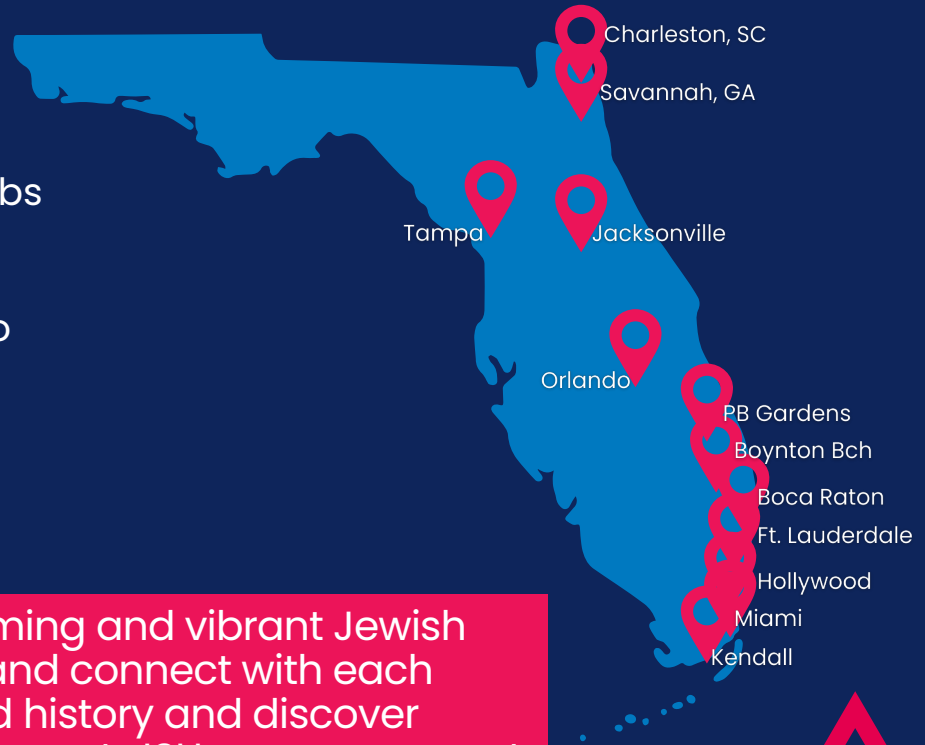 Charleston, SC
Savannah, GA
bs
Tampa
Jacksonville
Orlando
PB Gardens
Boynton Bch
Boca Raton
Ft. Lauderdale
Hollywood
Miami
Kendall
ming and vibrant Jewish
and connect with each
d history and discover